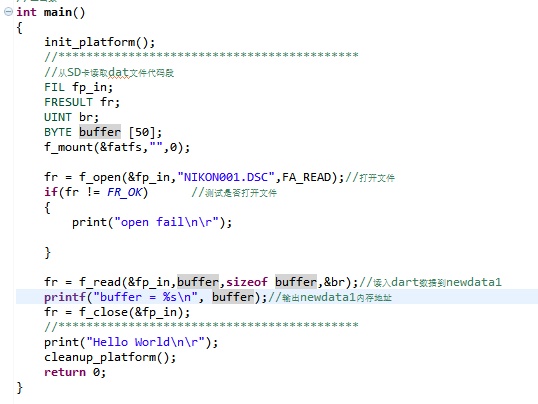 int main()
{
init_platform();
//*******************************************
//从SD卡读取dat文件代码段
FIL fp_in;
FRESULT fr;
UINT br;
BYTE buffer [50];
f_mount(&fatfs,"",0);
fr = f_open(&fp_in,"NIKON001.DSC",FA_READ);//打开文件
if(fr != FR_OK) //测试是否打开文件
{
print("open fail\n\r");
}
fr = f_read(&fp_in,buffer,sizeof buffer,&br);//读入dart数据到newdata1
printf("buffer = %s\n", buffer);//输出newdata1内存地址
fr = f_close(&fp_in);
//*******************************************
print("Hello World\n\r");
cleanup_platform();
return 0;
}